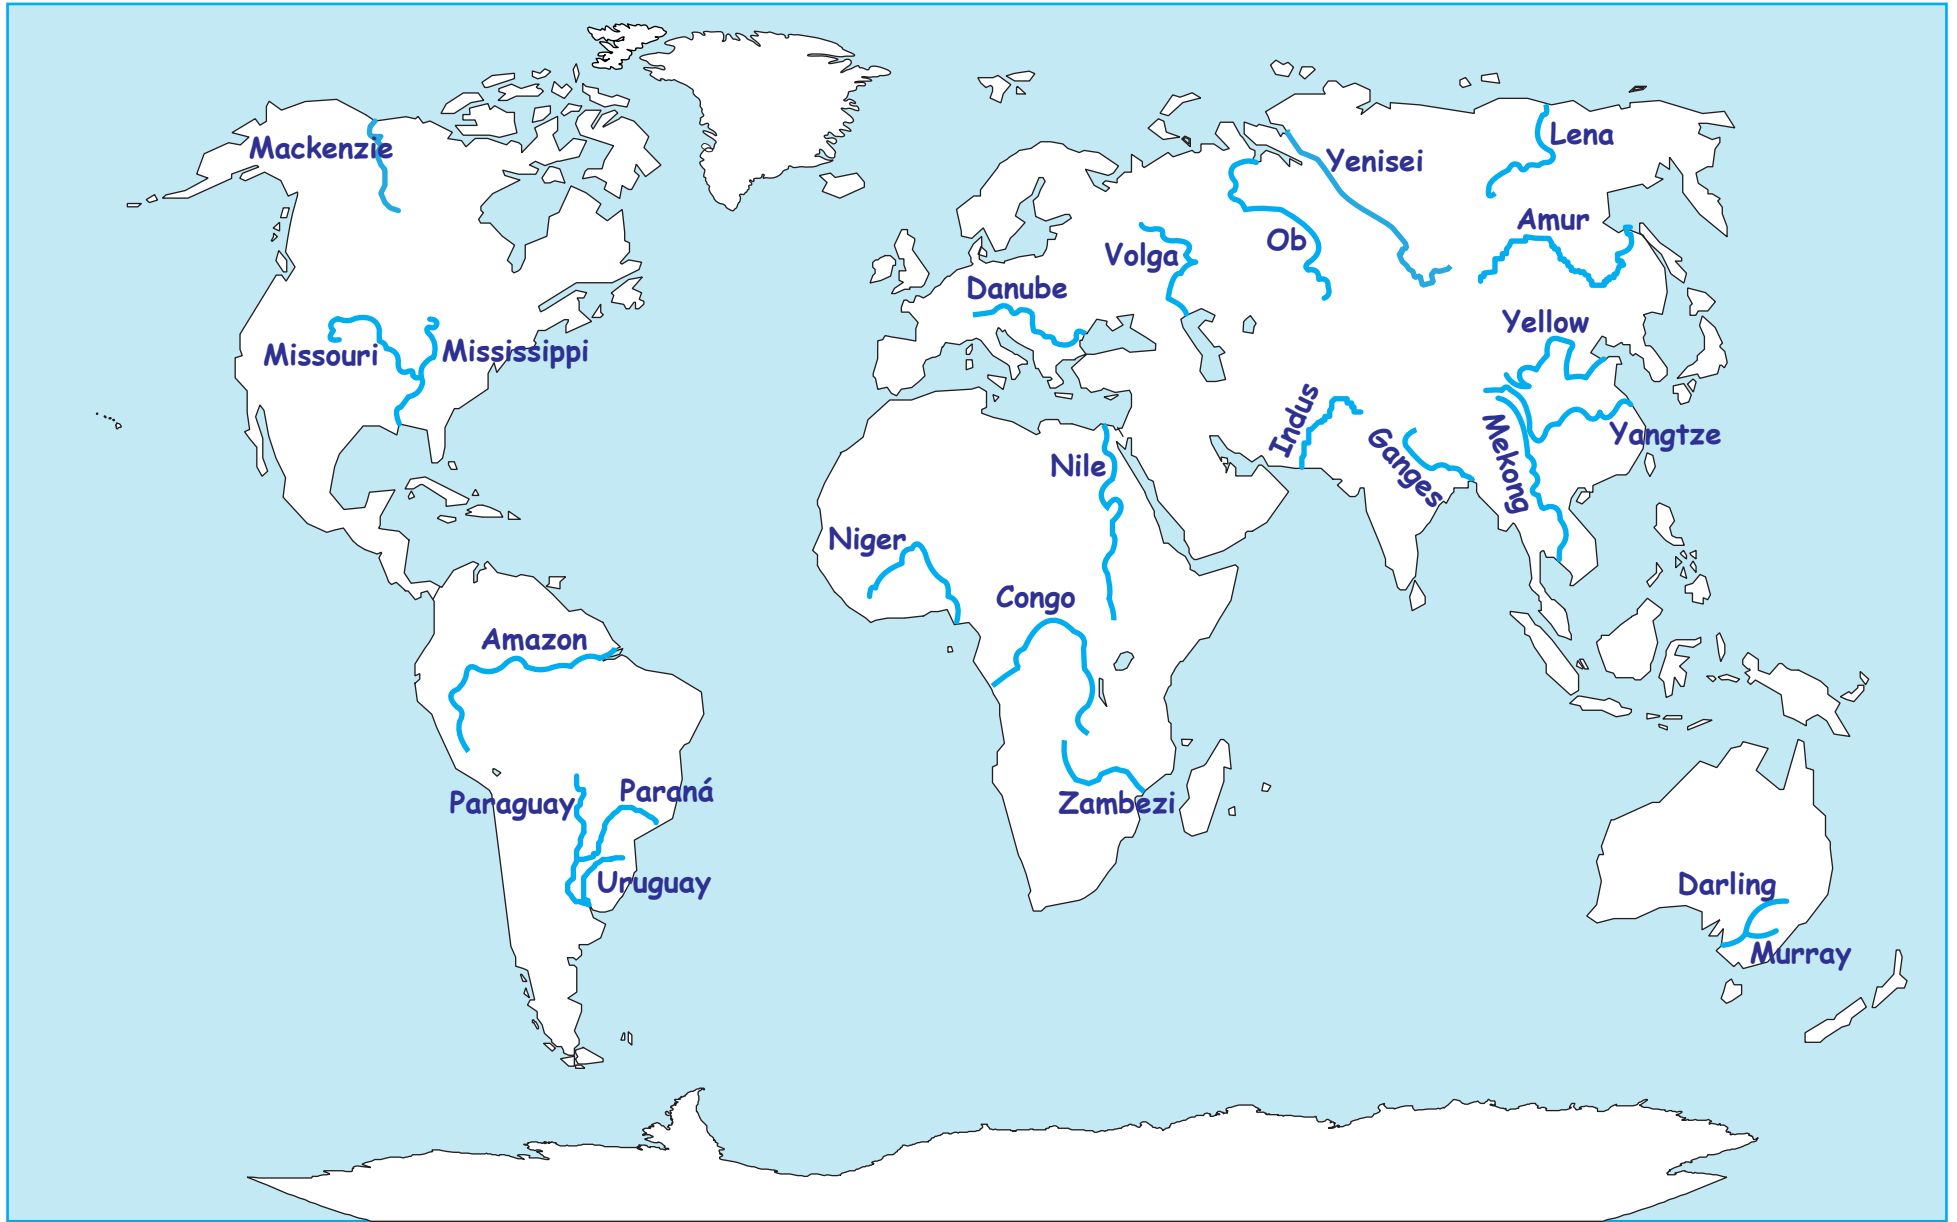 Mackenzie
Lena
Yenisei
Amur
Ob
Volga
Danube
Yellow
Missouri
Mississippi
Indus
Ganges
Mekong
Yangtze
Nile
Niger
Congo
Amazon
Paraguay
Paraná
Zambezi
Uruguay
Darling
Murray